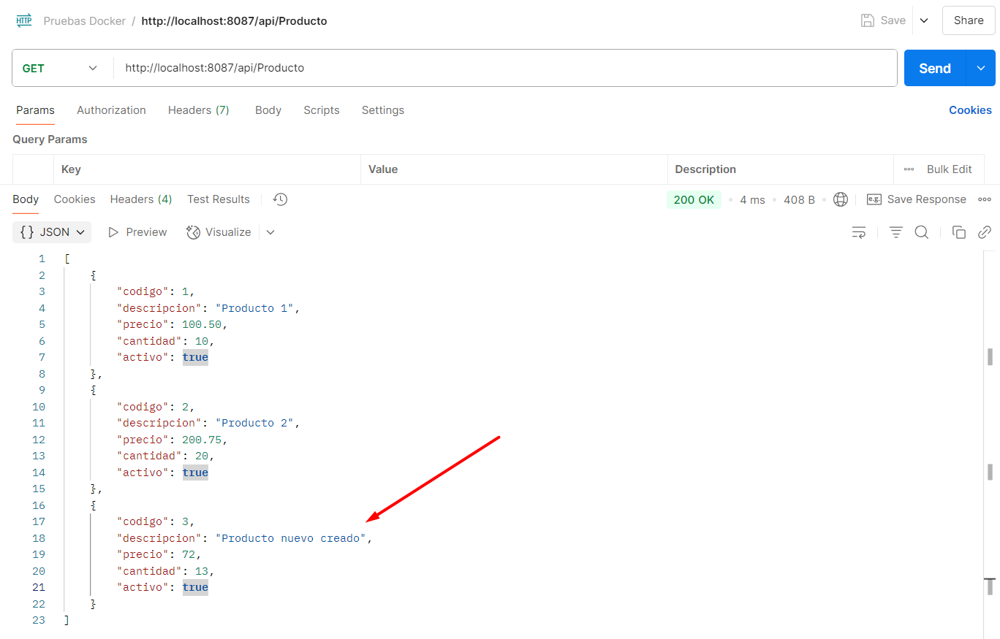 HTTP Pruebas Docker / http://localhost:8087/api/Producto Save Share
GET http://localhost:8087/api/Producto Send
Params Authorization Headers (7) Body Scripts Settings Cookies
Query Params
Key Value Description Bulk Edit
Body Cookies Headers (4) Test Results 200 OK 4 ms 408 B e.g. Save Response
{} JSON Preview Visualize
1 [
2 {
3 "codigo": 1,
4 "descripcion": "Producto 1",
5 "precio": 100.50,
6 "cantidad": 10,
7 "activo": true
8 },
9 {
10 "codigo": 2,
11 "descripcion": "Producto 2",
12 "precio": 200.75,
13 "cantidad": 20,
14 "activo": true
15 },
16 {
17 "codigo": 3,
18 "descripcion": "Producto nuevo creado",
19 "precio": 72,
20 "cantidad": 13,
21 "activo": true
22 }
23 ]